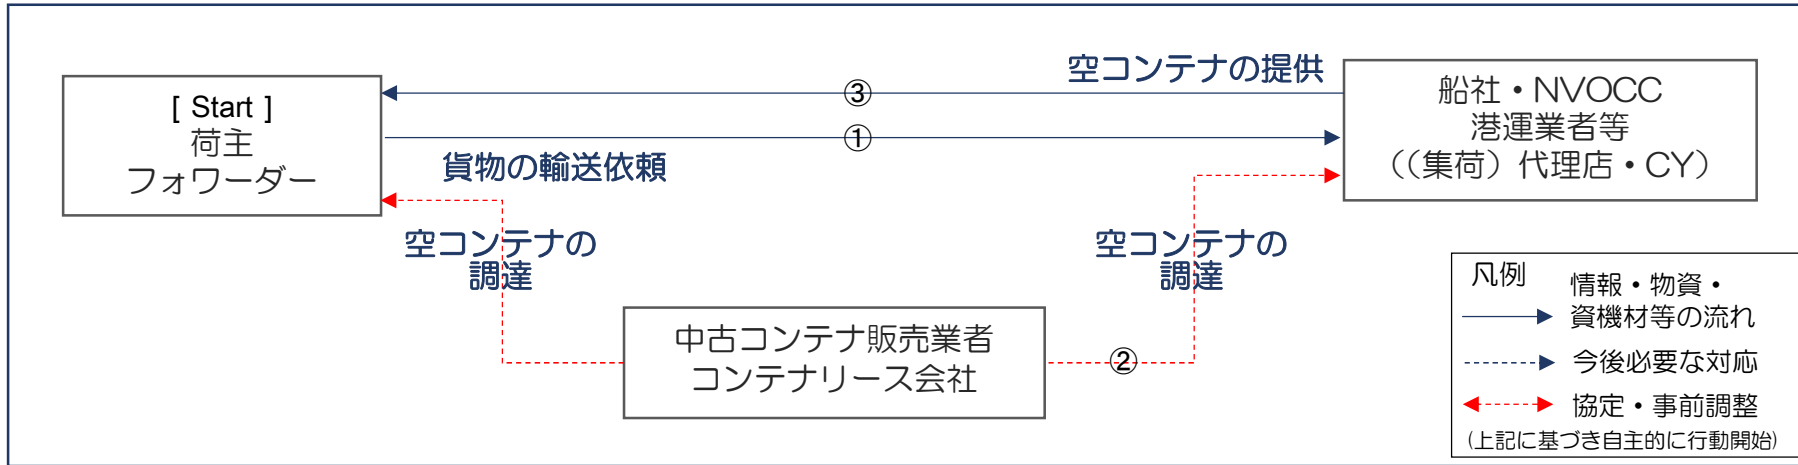 [ Start ]
荷主
フォワーダー
空コンテナの提供
③
①
貨物の輸送依頼
船社・NVOCC
港運業者等
((集荷)代理店・CY)
空コンテナの
調達
空コンテナの
調達
中古コンテナ販売業者
コンテナリース会社
②
凡例
情報・物資・
資機材等の流れ
今後必要な対応
協定・事前調整
(上記に基づき自主的に行動開始)